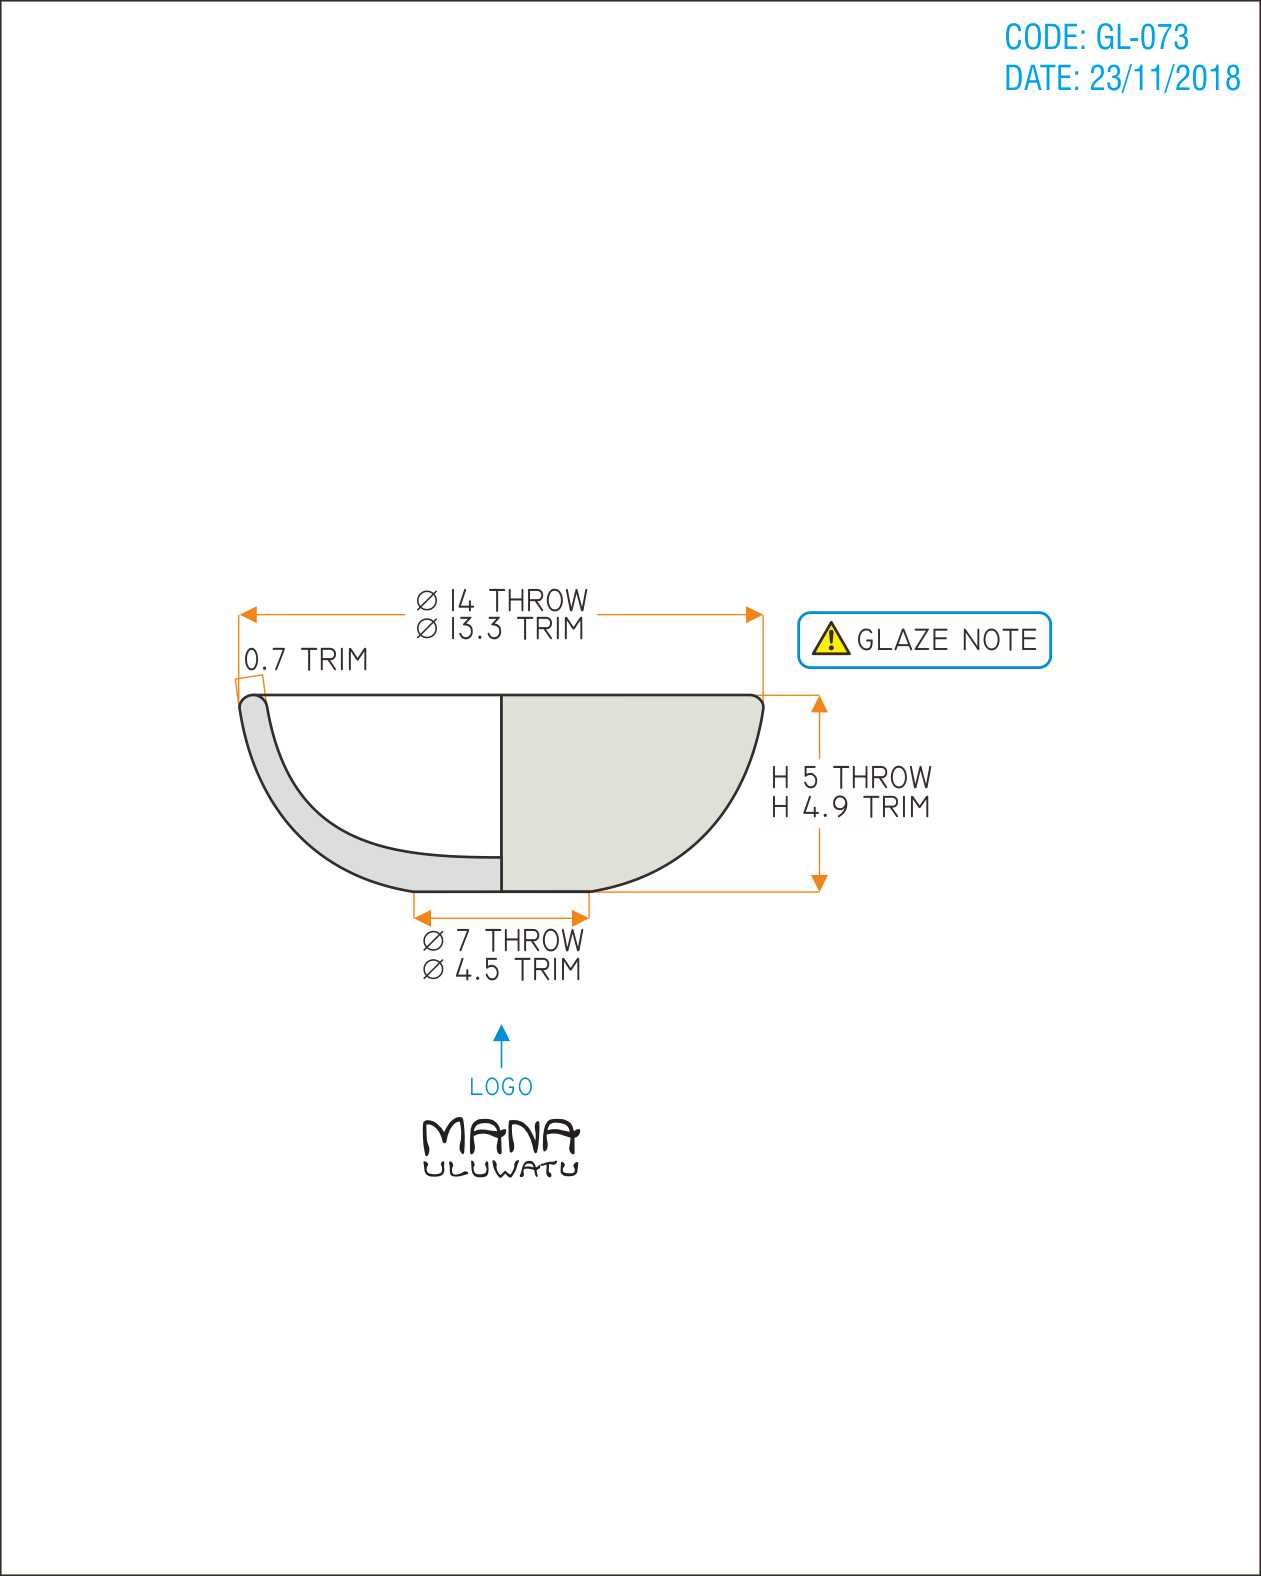 CODE: GL-073
DATE: 23/11/2018
Ø 14 THROW
Ø 13.3 TRIM
GLAZE NOTE
0.7 TRIM
H 5 THROW
H 4.9 TRIM
Ø 7 THROW
Ø 4.5 TRIM
LOGO
MANA
ULUWATU